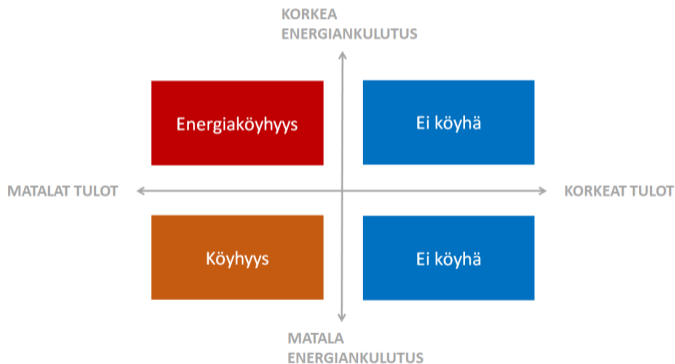 KORKEA
ENERGIANKULUTUS
Energiaköyhyys
Ei köyhä
MATALAT TULOT
KORKEAT TULOT
Köyhyys
Ei köyhä
MATALA
ENERGIANKULUTUS